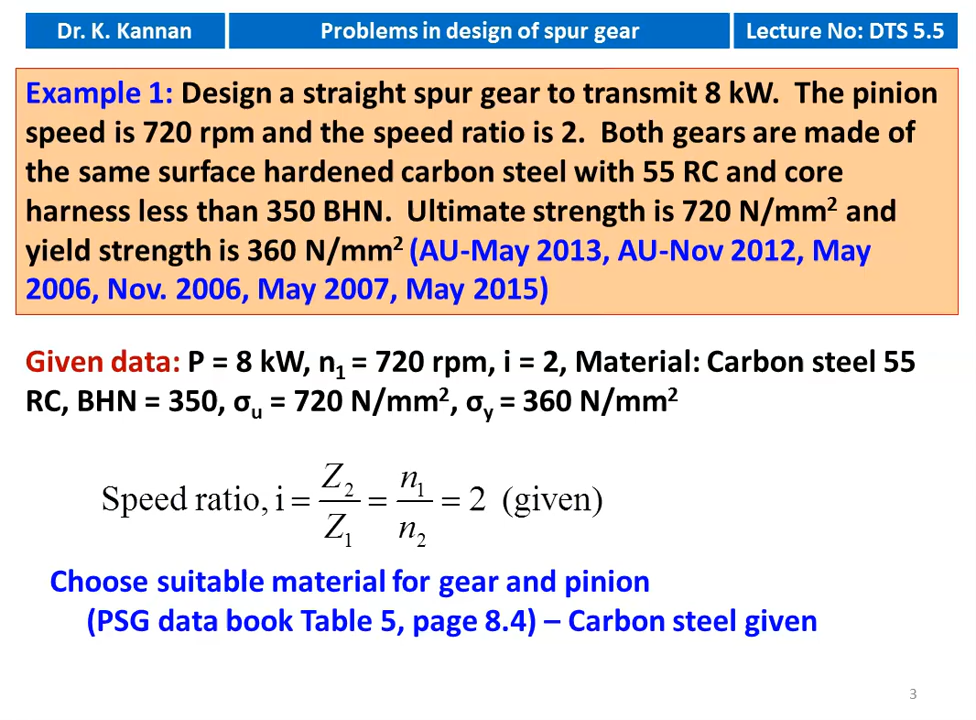 Dr. K. Kannan
Problems in design of spur gear
Lecture No: DTS 5.5
Example 1: Design a straight spur gear to transmit 8 kW. The pinion
speed is 720 rpm and the speed ratio is 2. Both gears are made of
the same surface hardened carbon steel with 55 RC and core
harness less than 350 BHN. Ultimate strength is 720 N/mm² and
yield strength is 360 N/mm² (AU-May 2013, AU-Nov 2012, May
2006, Nov. 2006, May 2007, May 2015)
Given data: P = 8 kW, n₁ = 720 rpm, i = 2, Material: Carbon steel 55
RC, BHN = 350, σᵤ = 720 N/mm², σᵧ = 360 N/mm²
Speed ratio, i = Z₂/Z₁ = n₁/n₂ = 2 (given)
Choose suitable material for gear and pinion
(PSG data book Table 5, page 8.4) – Carbon steel given
3